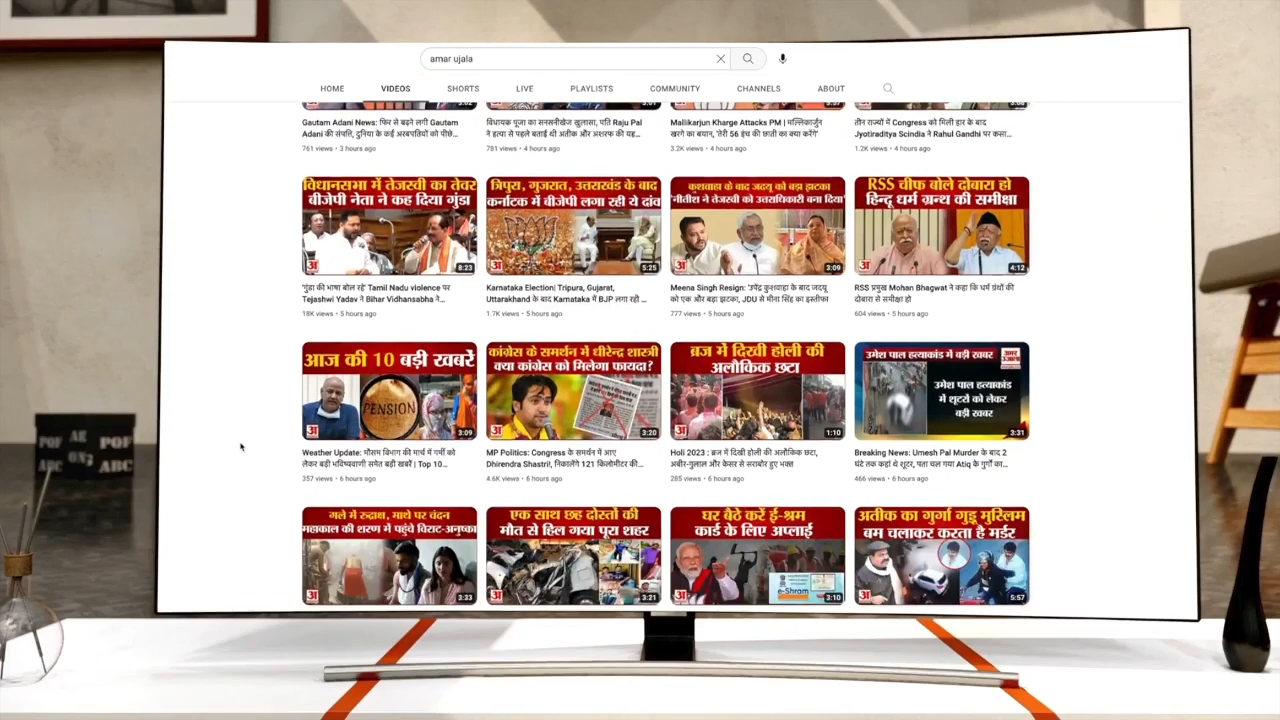 amar ujala
HOME VIDEOS SHORTS LIVE PLAYLISTS COMMUNITY CHANNELS ABOUT
Gautam Adani News: फिर से बढ़ने लगी Gautam
Adani की संपत्ति, दुनिया के कई अरबपतियों को पीछे...
761 views • 3 hours ago
विधायक पूजा का सनसनीखेज खुलासा, पति Raju Pal
ने हत्या से पहले बताई थी अतीक और अशरफ की यह...
781 views • 4 hours ago
Mallikarjun Kharge Attacks PM | मल्लिकार्जुन
खरगे का बयान, 'तेरी 56 इंच की छाती का क्या करेंगे'
3.2K views • 4 hours ago
तीन राज्यों में Congress को मिली हार के बाद
Jyotiraditya Scindia ने Rahul Gandhi पर कसा...
1.2K views • 4 hours ago
विधानसभा में तेजस्वी का तेवर
बीजेपी नेता ने कह दिया गुंडा
8:23
'गुंडा की भाषा बोल रहे' Tamil Nadu violence पर
Tejashwi Yadav ने Bihar Vidhansabha ने...
18K views • 5 hours ago
त्रिपुरा, गुजरात, उत्तराखंड के बाद
कर्नाटक में बीजेपी लगा रही ये दांव
5:25
Karnataka Election| Tripura, Gujarat,
Uttarakhand के बाद Karnataka में BJP लगा रही ...
1.7K views • 5 hours ago
कुशवाहा के बाद जदयू को बड़ा झटका
'नीतीश ने तेजस्वी को उत्तराधिकारी बना दिया'
3:09
Meena Singh Resign: 'उपेंद्र कुशवाहा के बाद जदयू
को एक और बड़ा झटका, JDU से मीना सिंह का इस्तीफा
777 views • 5 hours ago
RSS चीफ बोले दोबारा हो
हिन्दू धर्म ग्रन्थ की समीक्षा
4:12
RSS प्रमुख Mohan Bhagwat ने कहा कि धर्म ग्रंथों की
दोबारा से समीक्षा हो
604 views • 5 hours ago
आज की 10 बड़ी खबरें
PENSION
3:09
Weather Update: मौसम विभाग की मार्च में गर्मी को
लेकर बड़ी भविष्यवाणी समेत बड़ी खबरें | Top 10...
357 views • 6 hours ago
कांग्रेस के समर्थन में धीरेन्द्र शास्त्री
क्या कांग्रेस को मिलेगा फायदा?
3:20
MP Politics: Congress के समर्थन में आए
Dhirendra Shastri!, निकालेंगे 121 किलोमीटर की...
4.6K views • 6 hours ago
ब्रज में दिखी होली की
अलौकिक छटा
1:10
Holi 2023 : ब्रज में दिखी होली की अलौकिक छटा,
अबीर-गुलाल और केसर से सराबोर हुए भक्त
285 views • 6 hours ago
उमेश पाल हत्याकांड में बड़ी खबर
अमर उजाला
उमेश पाल हत्याकांड
में शूटरों को लेकर
बड़ी खबर
3:31
Breaking News: Umesh Pal Murder के बाद 2
घंटे तक कहां थे शूटर, पता चल गया Atiq के गुर्गों का...
466 views • 6 hours ago
गले में रुद्राक्ष, माथे पर चंदन
महाकाल की शरण में पहुंचे विराट-अनुष्का
3:33
एक साथ छह दोस्तों की
मौत से हिल गया पूरा शहर
3:21
घर बैठे करें ई-श्रम
कार्ड के लिए अप्लाई
e-Shram
3:10
अतीक का गुर्गा गुड्डू मुस्लिम
बम चलाकर करता है मर्डर
5:57